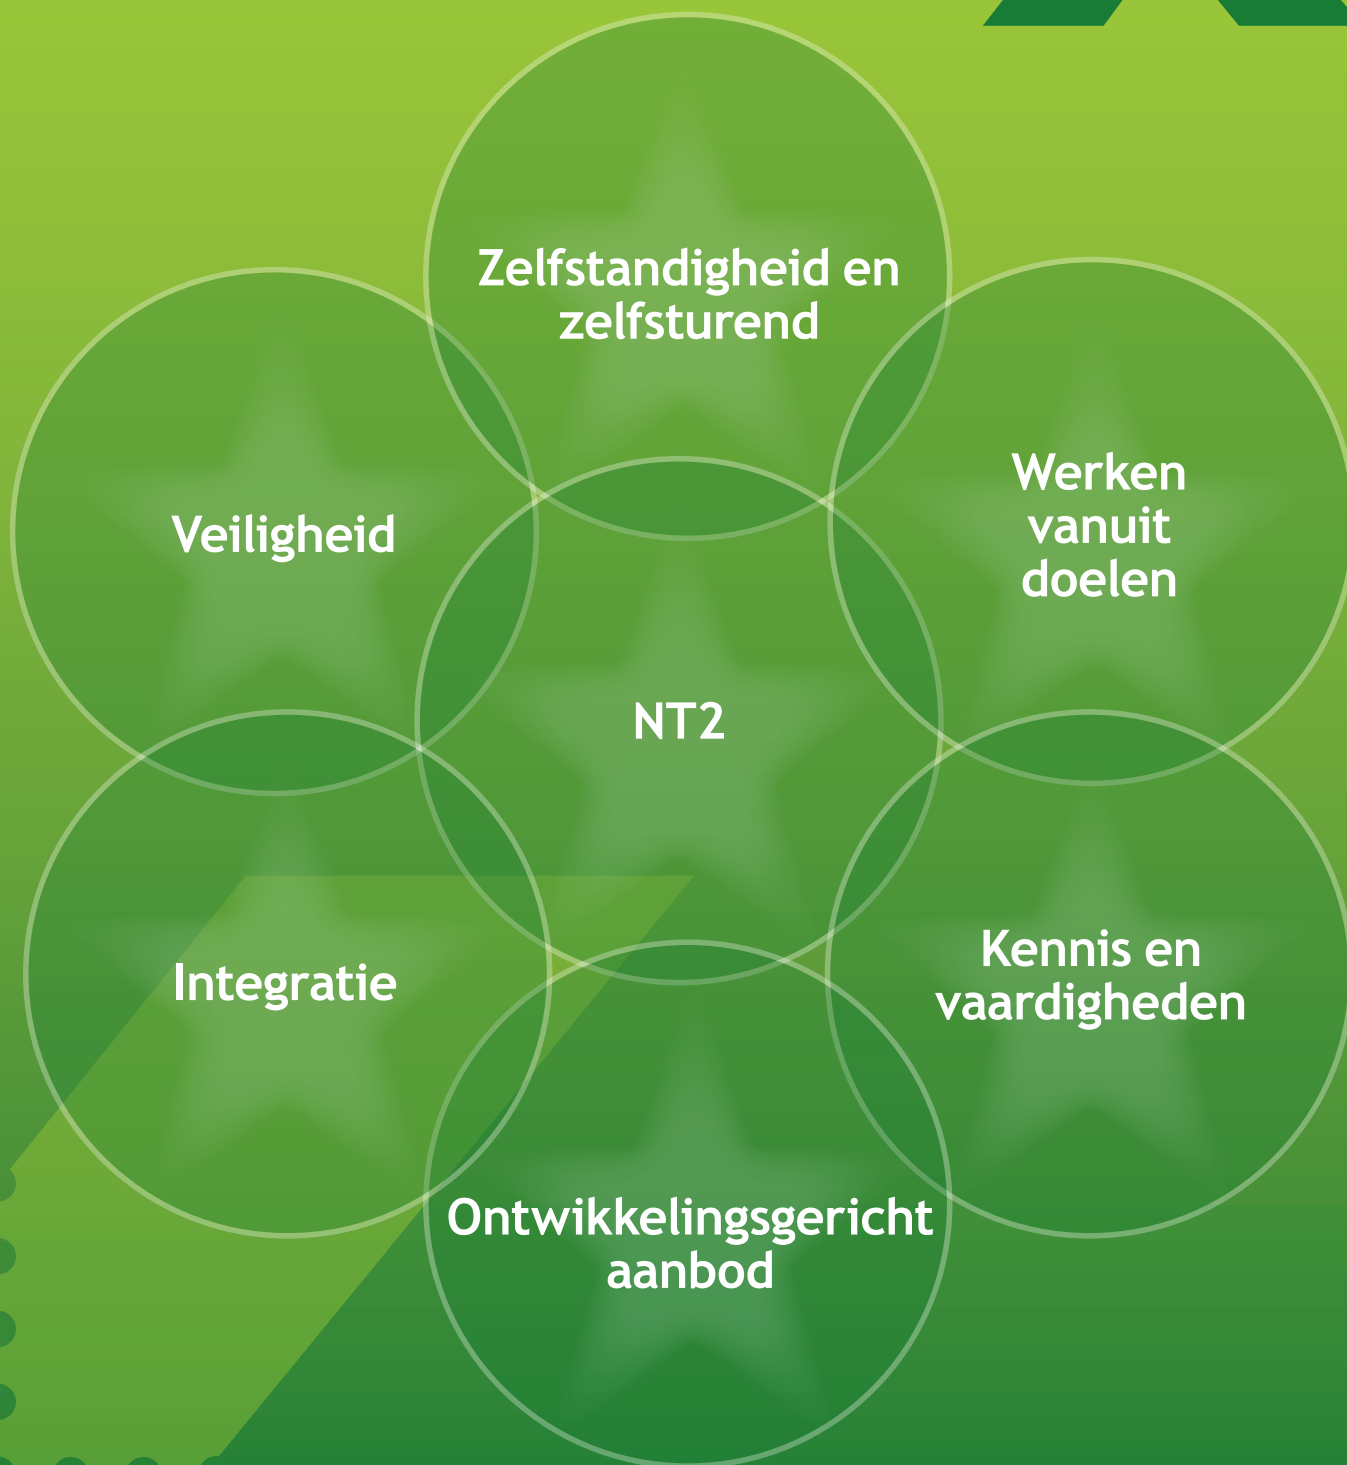 Zelfstandigheid en
zelfsturend
Werken
vanuit
doelen
Veiligheid
NT2
Kennis en
vaardigheden
Integratie
Ontwikkelingsgericht
aanbod